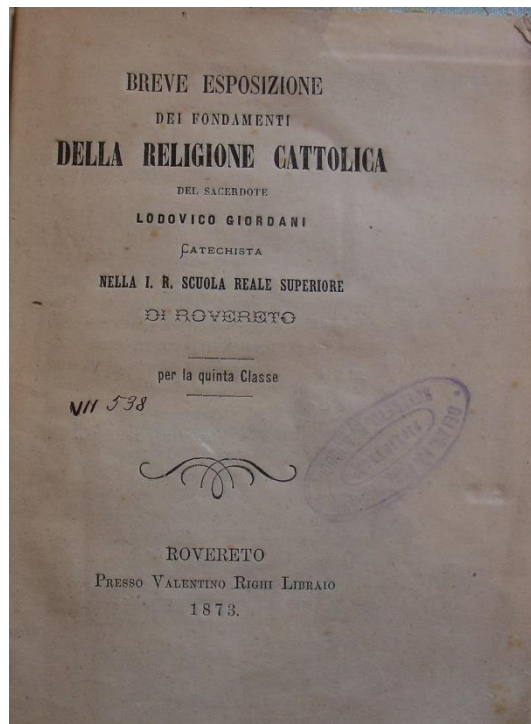 BREVE ESPOSIZIONE
DEI FONDAMENTI
DELLA RELIGIONE CATTOLICA
DEL SACERDOTE
LODOVICO GIORDANI
CATECHISTA
NELLA I. R. SCUOLA REALE SUPERIORE
DI ROVERETO
per la quinta Classe
VII 538
ROVERETO
PRESSO VALENTINO RIGHI LIBRAIO
1873.